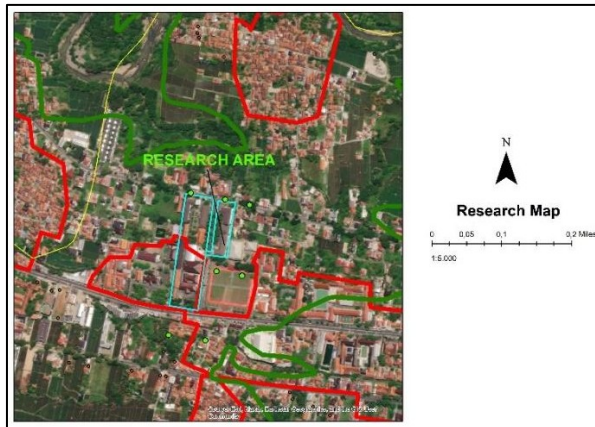 RESEARCH AREA
N
Research Map
0 0,05 0,1 0,2 Miles
1:5.000